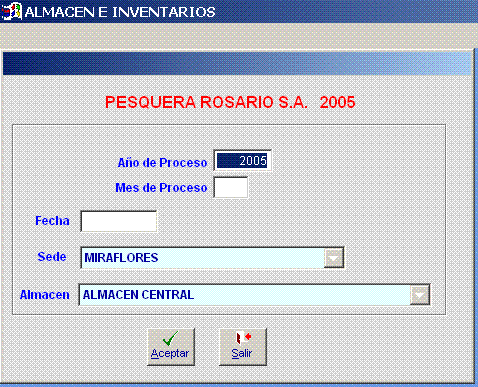 ALMACEN E INVENTARIOS
PESQUERA ROSARIO S.A. 2005
Año de Proceso 2005
Mes de Proceso
Fecha
Sede MIRAFLORES
Almacen ALMACEN CENTRAL
Aceptar Salir